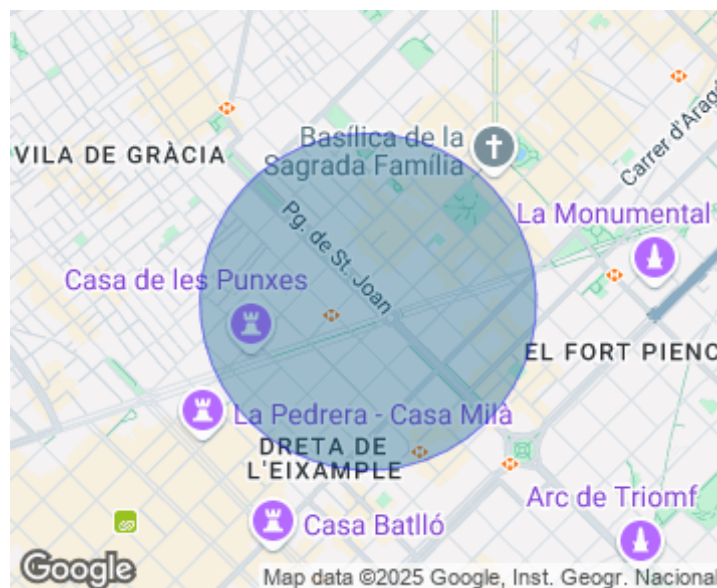 Basílica de la
Sagrada Família
VILA DE GRÀCIA
Carrer d'Arag
La Monumental
Pg. de St. Joan
Casa de les Punxes
EL FORT PIENC
La Pedrera - Casa Milà
DRETA DE
L'EIXAMPLE
Casa Batlló
Arc de Triomf
Google
Map data ©2025 Google, Inst. Geogr. Nacional